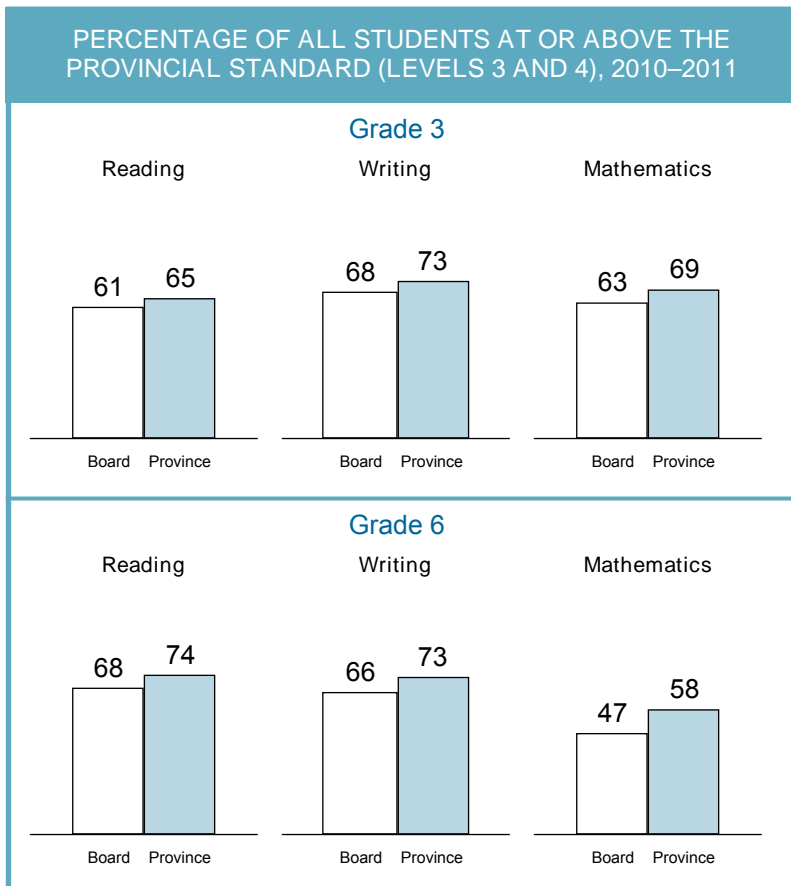 PERCENTAGE OF ALL STUDENTS AT OR ABOVE THE
PROVINCIAL STANDARD (LEVELS 3 AND 4), 2010–2011
Grade 3
Reading Writing Mathematics
61 65 68 73 63 69
Board Province Board Province Board Province
Grade 6
Reading Writing Mathematics
68 74 66 73 47 58
Board Province Board Province Board Province